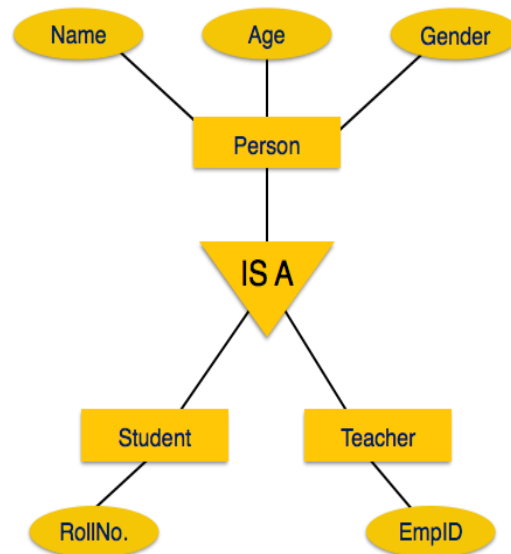 Name
Age
Gender
Person
IS A
Student
Teacher
RollNo.
EmpID